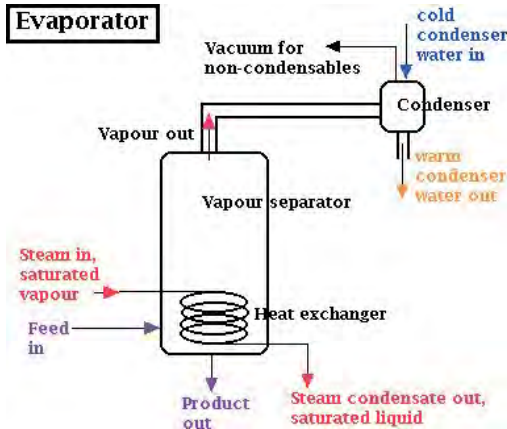 Evaporator
cold
condenser
water in
Vacuum for
non-condensables
Condenser
Vapour out
warm
condenser
water out
Vapour separator
Steam in,
saturated
vapour
Heat exchanger
Feed
in
Product
out
Steam condensate out,
saturated liquid